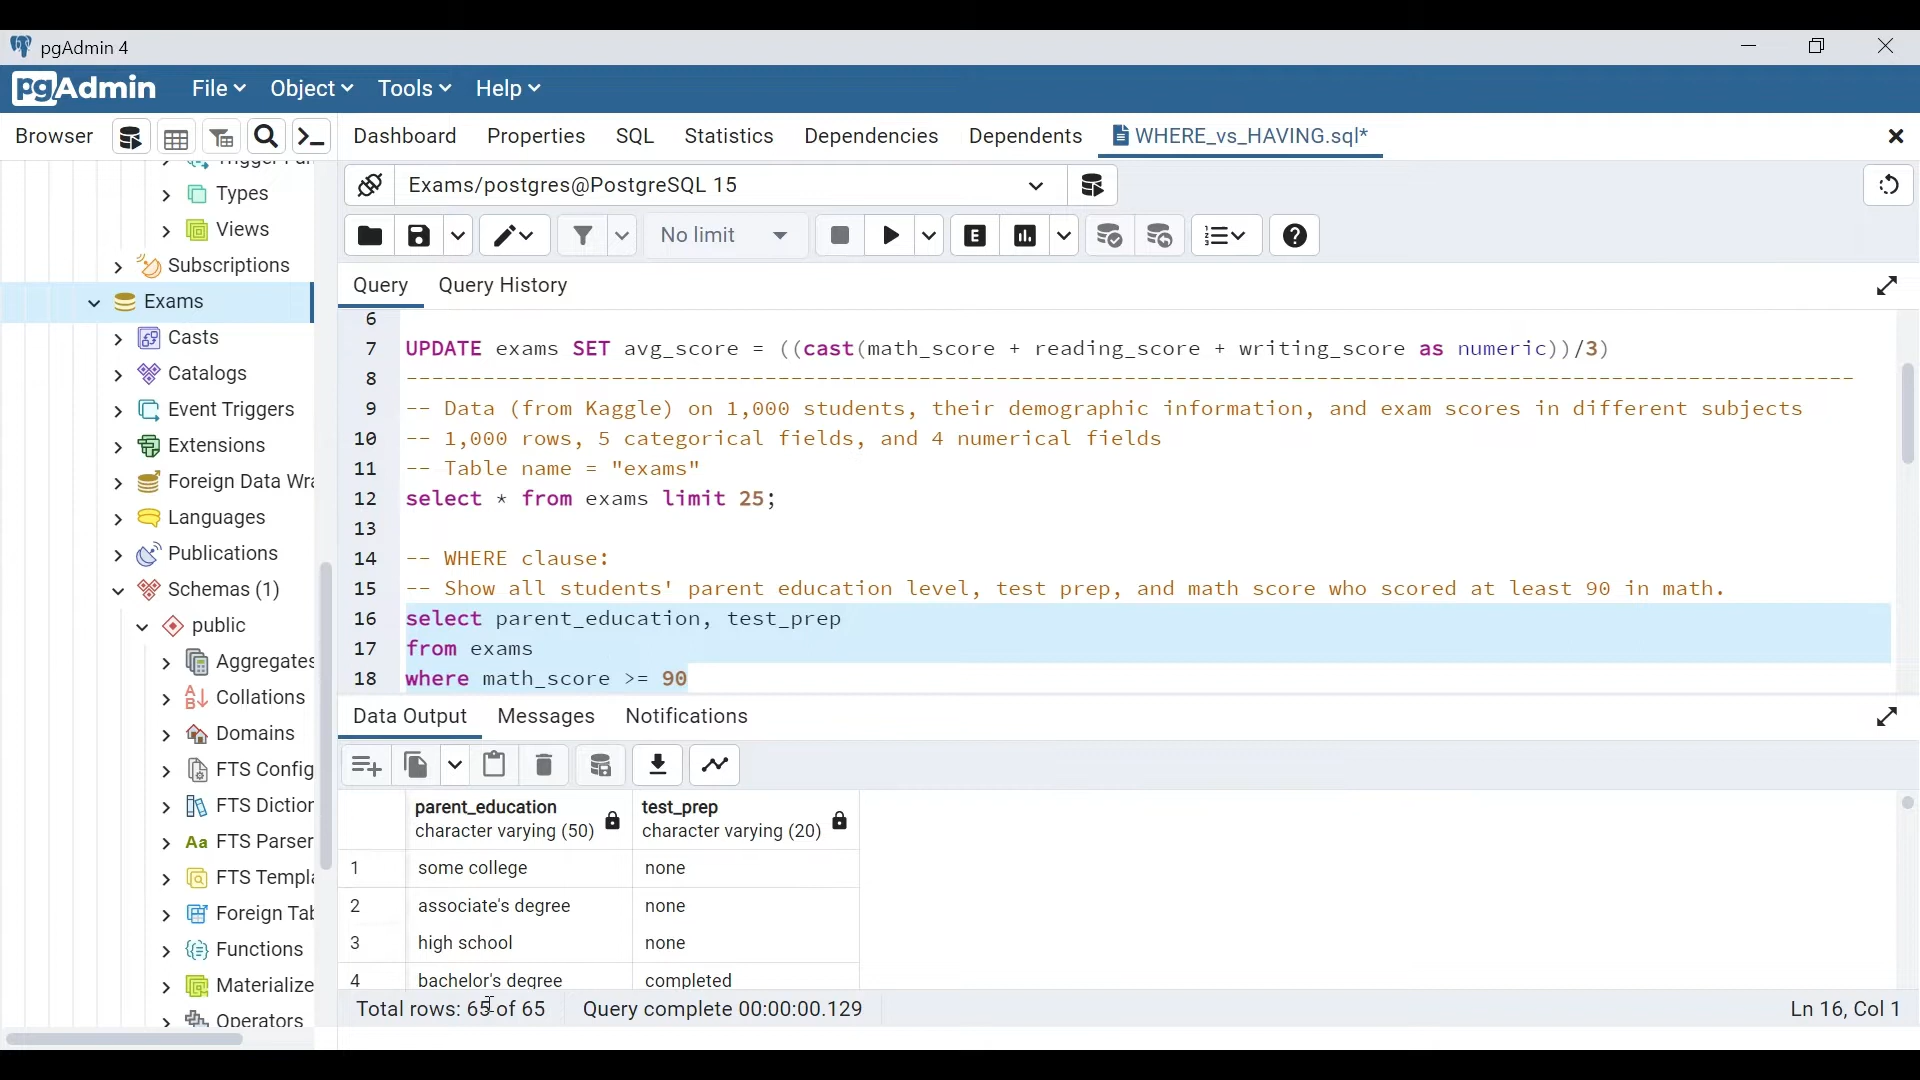 pgAdmin 4
pgAdmin File Object Tools Help
Browser
Dashboard Properties SQL Statistics Dependencies Dependents WHERE_vs_HAVING.sql*
Types
Views
Subscriptions
Exams
Casts
Catalogs
Event Triggers
Extensions
Foreign Data Wra
Languages
Publications
Schemas (1)
public
Aggregates
Collations
Domains
FTS Config
FTS Diction
FTS Parser
FTS Templa
Foreign Tab
Functions
Materialize
Operators
Exams/postgres@PostgreSQL 15
No limit E
Query Query History
6
7 UPDATE exams SET avg_score = ((cast(math_score + reading_score + writing_score as numeric))/3)
8 -----------------------------------------------------------------------------------------------------------------
9 -- Data (from Kaggle) on 1,000 students, their demographic information, and exam scores in different subjects
10 -- 1,000 rows, 5 categorical fields, and 4 numerical fields
11 -- Table name = "exams"
12 select * from exams limit 25;
13
14 -- WHERE clause:
15 -- Show all students' parent education level, test prep, and math score who scored at least 90 in math.
16 select parent_education, test_prep
17 from exams
18 where math_score >= 90
Data Output Messages Notifications
parent_education test_prep
character varying (50) character varying (20)
1 some college none
2 associate's degree none
3 high school none
4 bachelor's degree completed
Total rows: 65 of 65 Query complete 00:00:00.129 Ln 16, Col 1